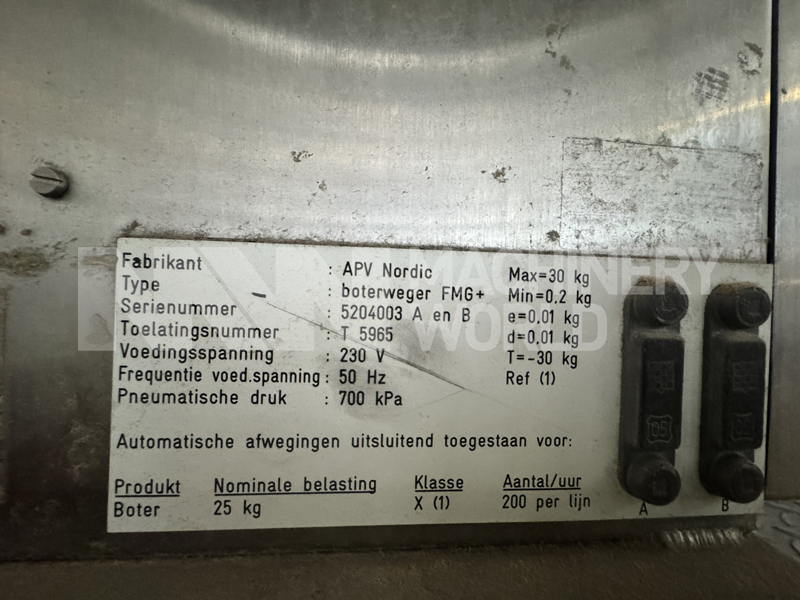 Fabrikant : APV Nordic Max=30 kg
Type : boterweger FMG+ Min=0,2 kg
Serienummer : 5204003 A en B e=0,01 kg
Toelatingsnummer : T 5965 d=0,01 kg
Voedingsspanning : 230 V T=-30 kg
Frequentie voed.spanning : 50 Hz Ref (1)
Pneumatische druk : 700 kPa
Automatische afwegingen uitsluitend toegestaan voor:
Produkt Nominale belasting Klasse Aantal/uur
Boter 25 kg X (1) 200 per lijn
A B
MACHINERY
WORLD